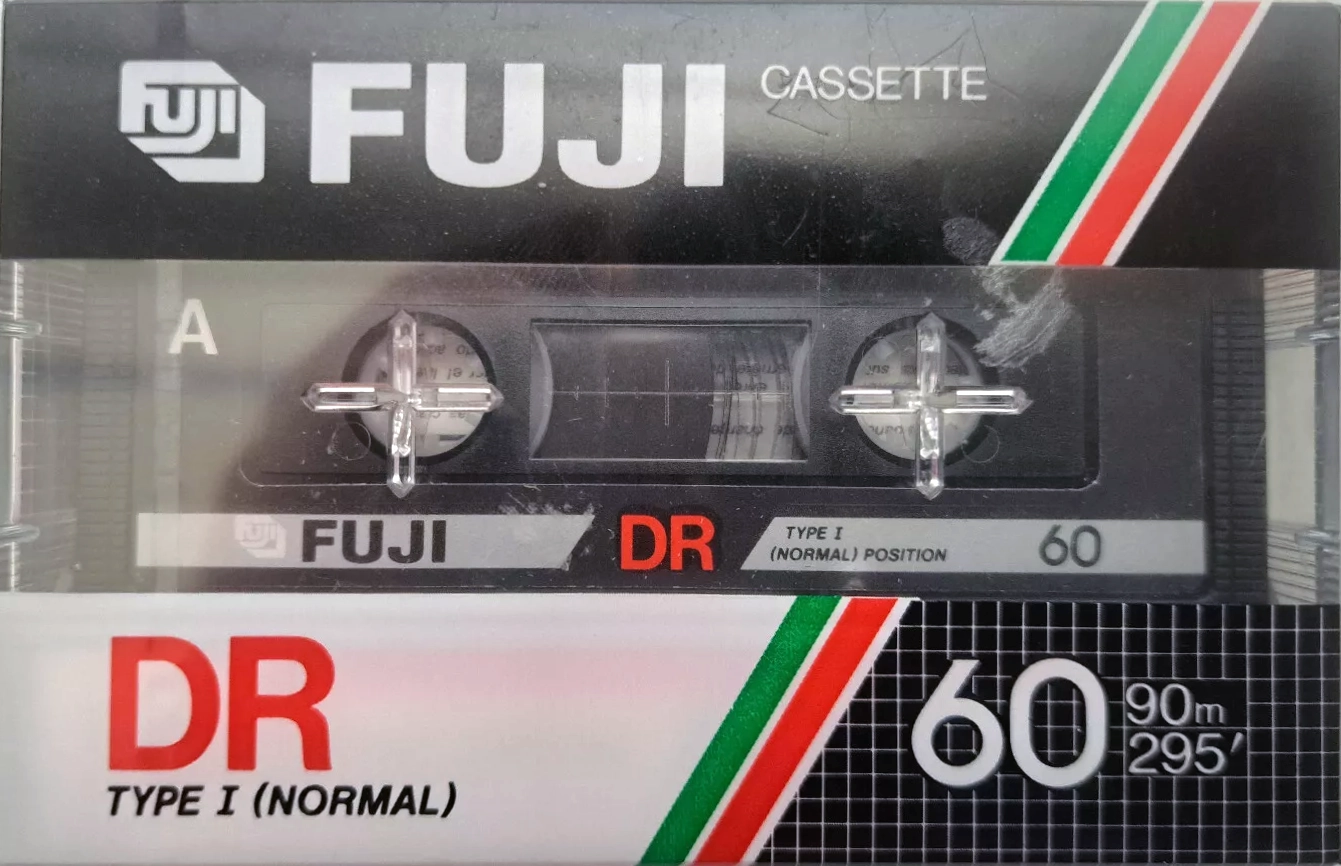 FUJI
FUJI
CASSETTE
A
FUJI
FUJI
DR
TYPE I
(NORMAL) POSITION
60
DR
TYPE I (NORMAL)
60
90m
295′